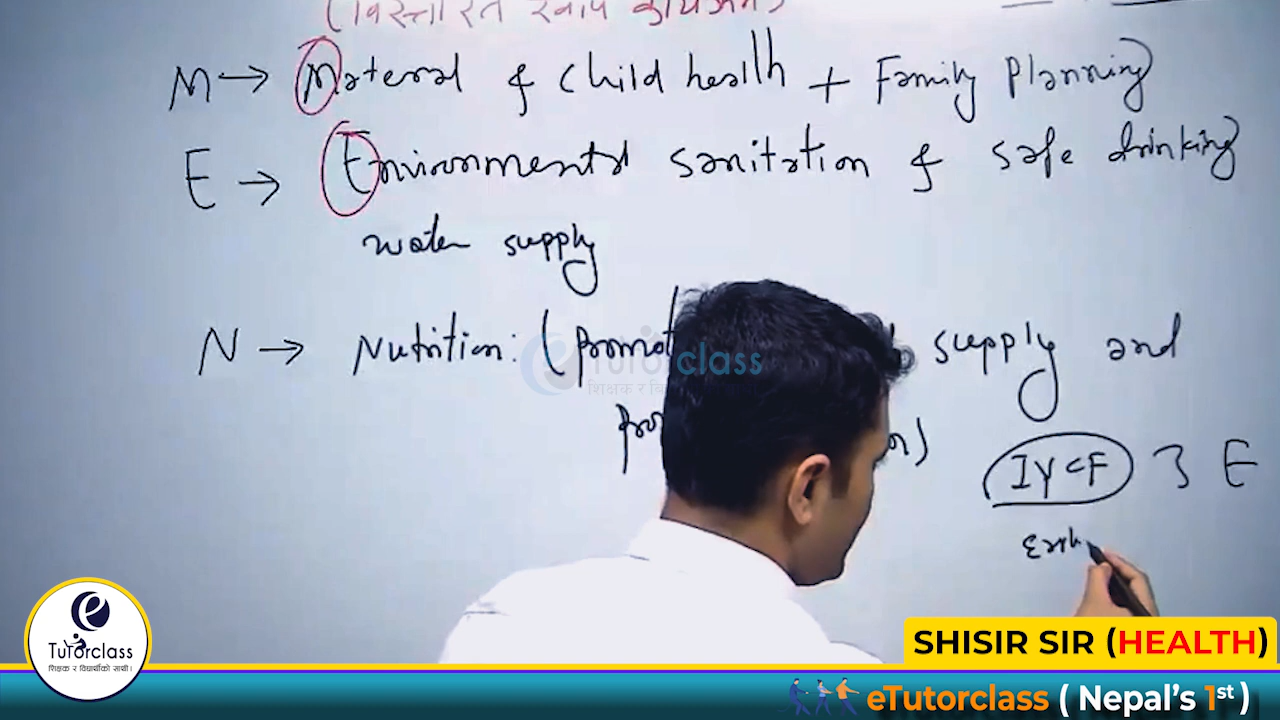 M → Maternal & child health + Family Planning
E → Environmental sanitation & safe drinking
water supply
N → Nutrition: ( supply and
IYCF 3 E
Tutorclass
eTutorclass
शिक्षक र विद्यार्थीको साथी।
SHISIR SIR (HEALTH)
eTutorclass ( Nepal's 1st )